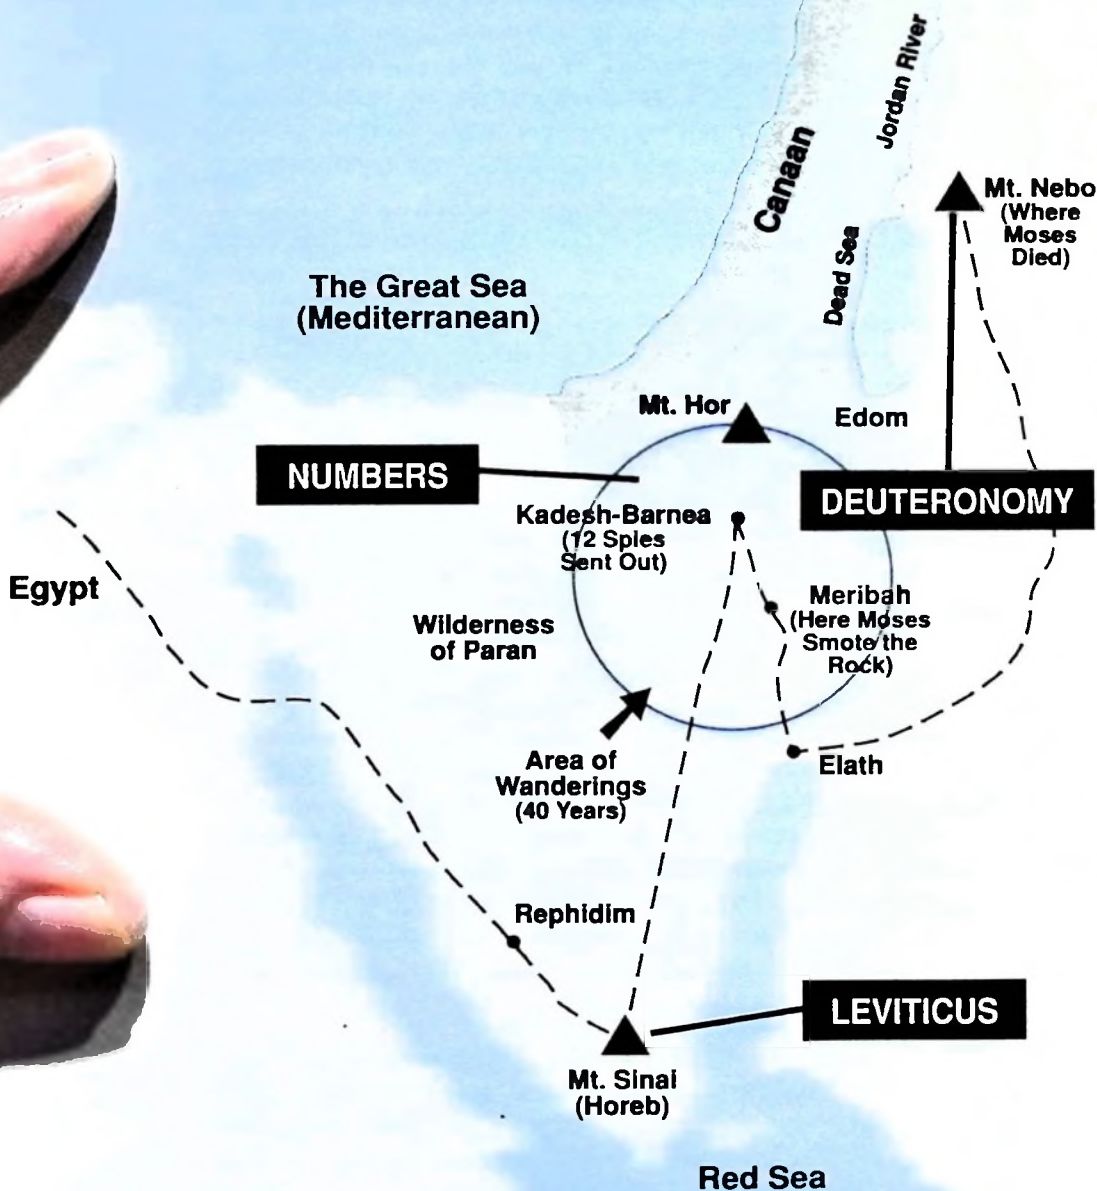 Jordan River
Canaan
Mt. Nebo
(Where
Moses
Died)
Dead Sea
The Great Sea
(Mediterranean)
Mt. Hor
Edom
NUMBERS
DEUTERONOMY
Kadesh-Barnea
(12 Spies
Sent Out)
Egypt
Meribah
(Here Moses
Smote the
Rock)
Wilderness
of Paran
Area of
Wanderings
(40 Years)
Elath
Rephidim
LEVITICUS
Mt. Sinai
(Horeb)
Red Sea